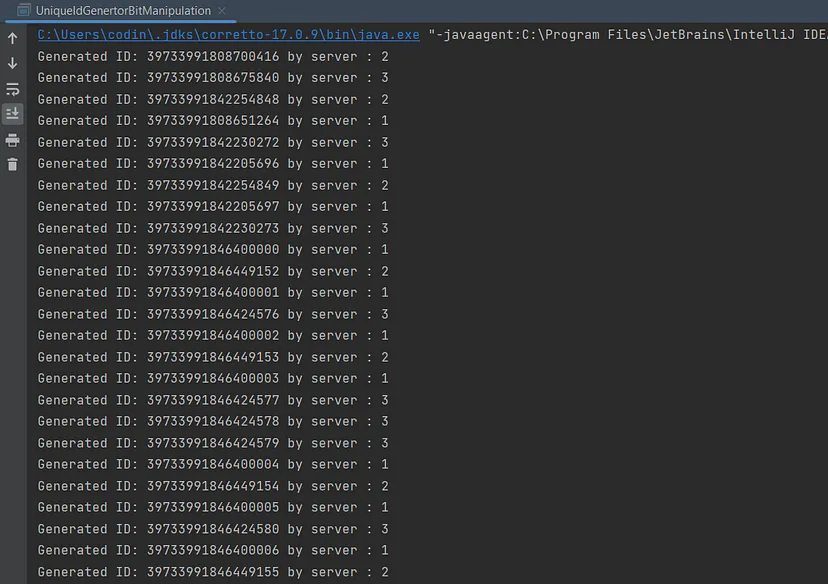 UniqueIdGenertorBitManipulation
C:\Users\codin\.jdks\corretto-17.0.9\bin\java.exe "-javaagent:C:\Program Files\JetBrains\IntelliJ IDEA
Generated ID: 39733991808700416 by server : 2
Generated ID: 39733991808675840 by server : 3
Generated ID: 39733991842254848 by server : 2
Generated ID: 39733991808651264 by server : 1
Generated ID: 39733991842230272 by server : 3
Generated ID: 39733991842205696 by server : 1
Generated ID: 39733991842254849 by server : 2
Generated ID: 39733991842205697 by server : 1
Generated ID: 39733991842230273 by server : 3
Generated ID: 39733991846400000 by server : 1
Generated ID: 39733991846449152 by server : 2
Generated ID: 39733991846400001 by server : 1
Generated ID: 39733991846424576 by server : 3
Generated ID: 39733991846400002 by server : 1
Generated ID: 39733991846449153 by server : 2
Generated ID: 39733991846400003 by server : 1
Generated ID: 39733991846424577 by server : 3
Generated ID: 39733991846424578 by server : 3
Generated ID: 39733991846424579 by server : 3
Generated ID: 39733991846400004 by server : 1
Generated ID: 39733991846449154 by server : 2
Generated ID: 39733991846400005 by server : 1
Generated ID: 39733991846424580 by server : 3
Generated ID: 39733991846400006 by server : 1
Generated ID: 39733991846449155 by server : 2